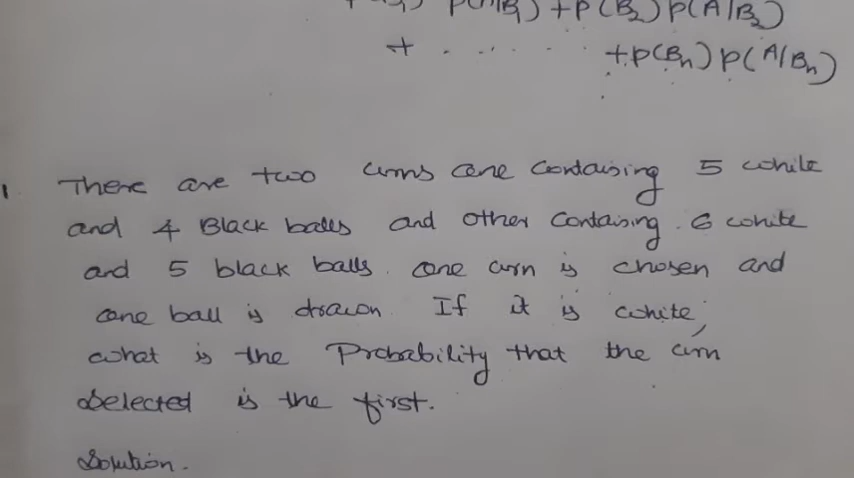 P(B₂) P(A/B₂)
+ . . . . . +P(Bn) P(A/Bn)
1 There are two urns one containing 5 white
and 4 Black balls and other containing 6 white
and 5 black balls. one urn is chosen and
one ball is drawn. If it is white,
what is the Probability that the urn
selected is the first.
Solution.